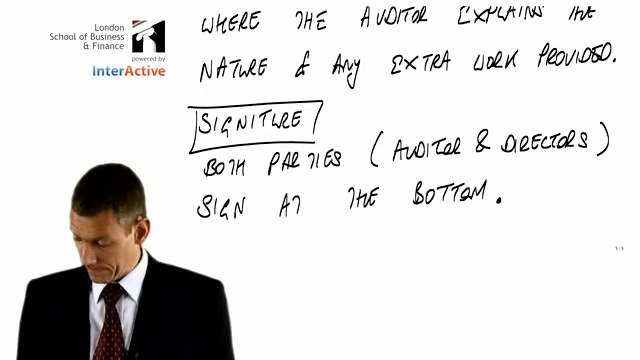 London
School of Business
& Finance
powered by
InterActive
WHERE THE AUDITOR EXPLAINS THE
NATURE & ANY EXTRA WORK PROVIDED.
SIGNITURE
BOTH PARTIES (AUDITOR & DIRECTORS)
SIGN AT THE BOTTOM.